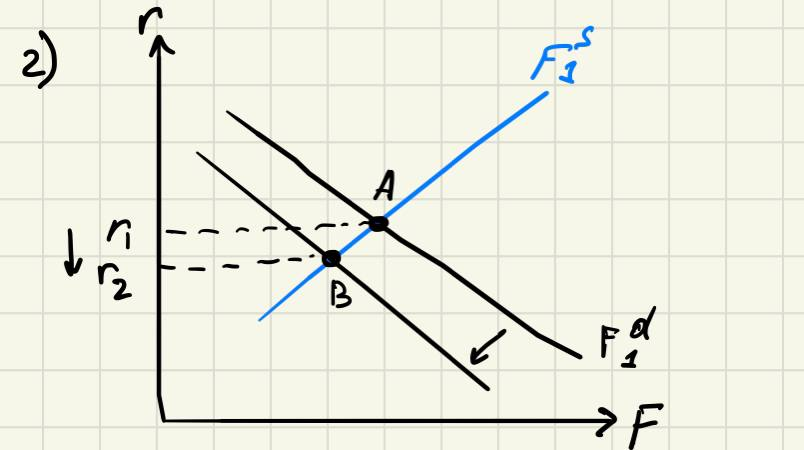 r
2)
F₁ˢ
A
r₁
r₂
B
F₁ᵈ
F